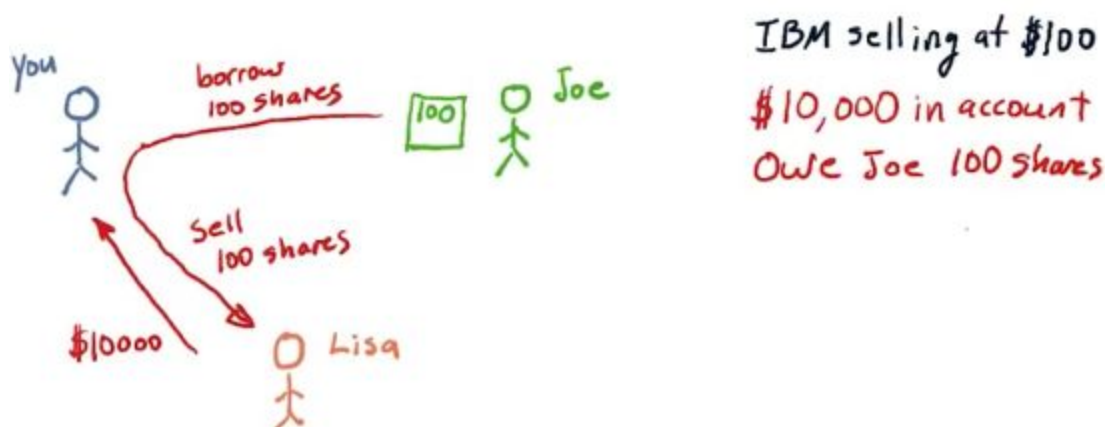 You
borrow
100 shares
100
Joe
Sell
100 shares
$10000
Lisa
IBM selling at $100
$10,000 in account
Owe Joe 100 shares